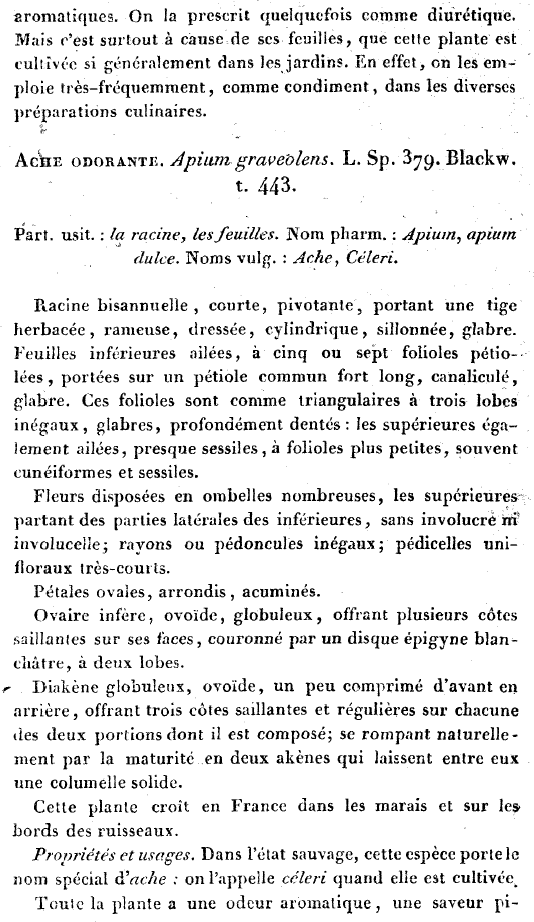 aromatiques. On la prescrit quelquefois comme diurétique.
Mais c'est surtout à cause de ses feuilles, que cette plante est
cultivée si généralement dans les jardins. En effet, on les em-
ploie très-fréquemment, comme condiment, dans les diverses
préparations culinaires.
ACHE ODORANTE. Apium graveolens. L. Sp. 379. Blackw.
t. 443.
Part. usit. : la racine, les feuilles. Nom pharm. : Apium, apium
dulce. Noms vulg. : Ache, Céleri.
Racine bisannuelle, courte, pivotante, portant une tige
herbacée, rameuse, dressée, cylindrique, sillonnée, glabre.
Feuilles inférieures ailées, à cinq ou sept folioles pétio-
lées, portées sur un pétiole commun fort long, canaliculé,
glabre. Ces folioles sont comme triangulaires à trois lobes
inégaux, glabres, profondément dentés : les supérieures éga-
lement ailées, presque sessiles, à folioles plus petites, souvent
cunéiformes et sessiles.
Fleurs disposées en ombelles nombreuses, les supérieures
partant des parties latérales des inférieures, sans involucre ni
involucelle; rayons ou pédoncules inégaux; pédicelles uni-
floraux très-courts.
Pétales ovales, arrondis, acuminés.
Ovaire infère, ovoïde, globuleux, offrant plusieurs côtes
saillantes sur ses faces, couronné par un disque épigyne blan-
châtre, à deux lobes.
Diakène globuleux, ovoïde, un peu comprimé d'avant en
arrière, offrant trois côtes saillantes et régulières sur chacune
des deux portions dont il est composé; se rompant naturelle-
ment par la maturité en deux akènes qui laissent entre eux
une columelle solide.
Cette plante croît en France dans les marais et sur les
bords des ruisseaux.
Propriétés et usages. Dans l'état sauvage, cette espèce porte le
nom spécial d'ache : on l'appelle céleri quand elle est cultivée
Toute la plante a une odeur aromatique, une saveur pi-